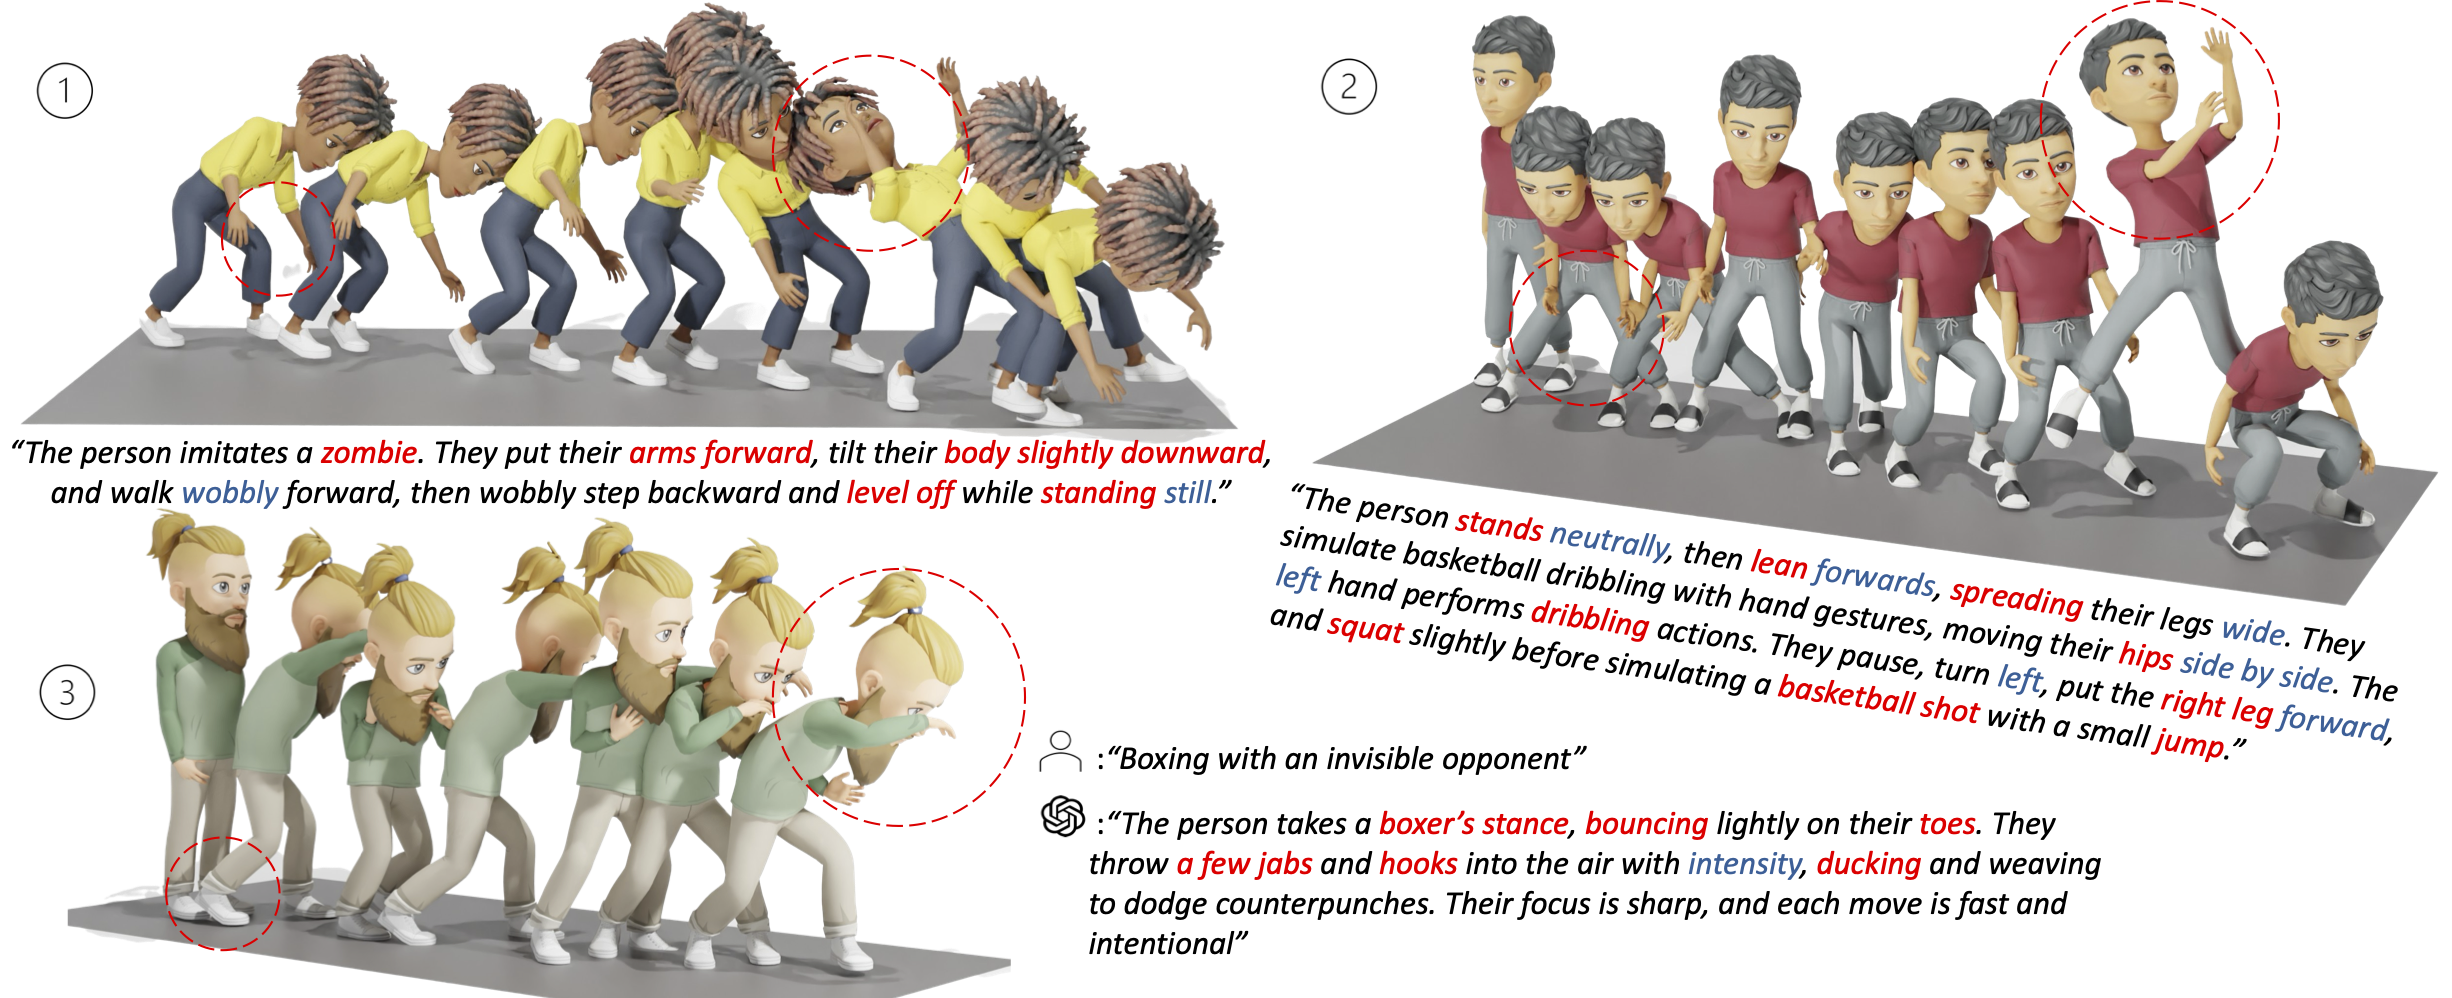 1
“The person imitates a zombie. They put their arms forward, tilt their body slightly downward,
and walk wobbly forward, then wobbly step backward and level off while standing still.”
2
“The person stands neutrally, then lean forwards, spreading their legs wide. They
simulate basketball dribbling with hand gestures, moving their hips side by side. The
left hand performs dribbling actions. They pause, turn left, put the right leg forward,
and squat slightly before simulating a basketball shot with a small jump.”
3
:“Boxing with an invisible opponent”
:“The person takes a boxer’s stance, bouncing lightly on their toes. They
throw a few jabs and hooks into the air with intensity, ducking and weaving
to dodge counterpunches. Their focus is sharp, and each move is fast and
intentional”